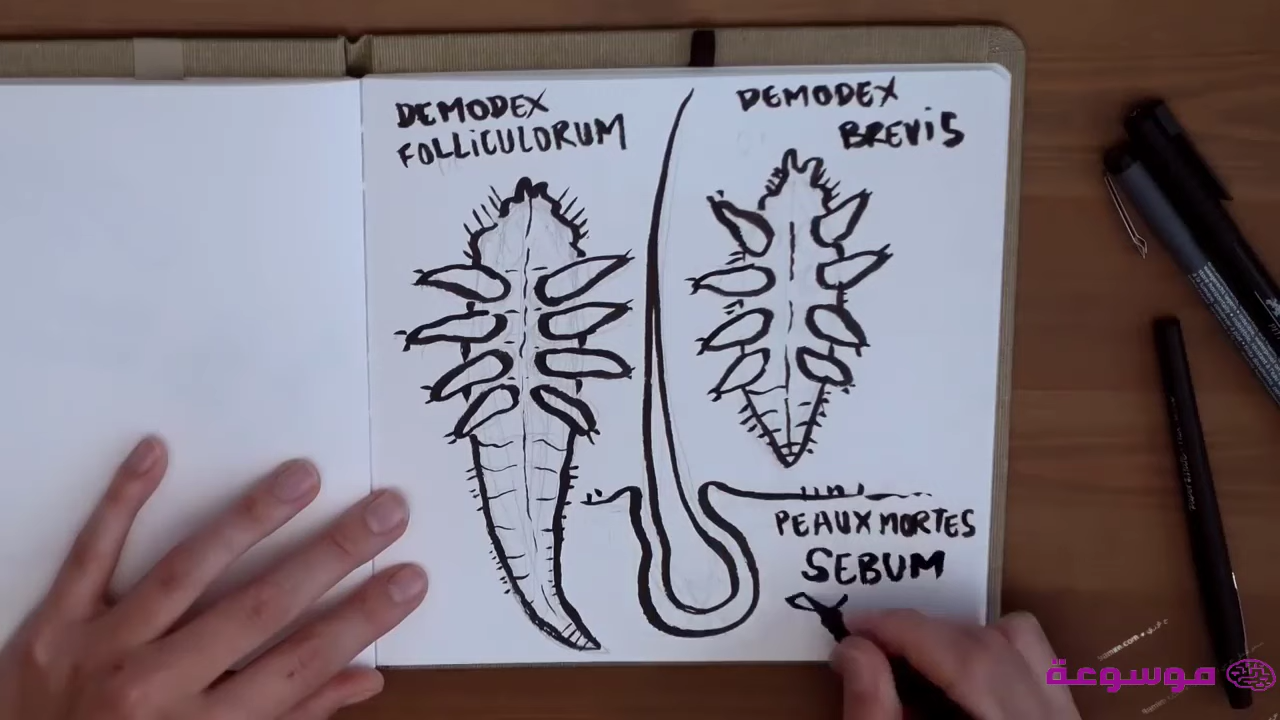 DEMODEX
FOLLiCULORUM
DEMODEX
BREViS
PEAUX MORTES
SEBUM
موسوعة